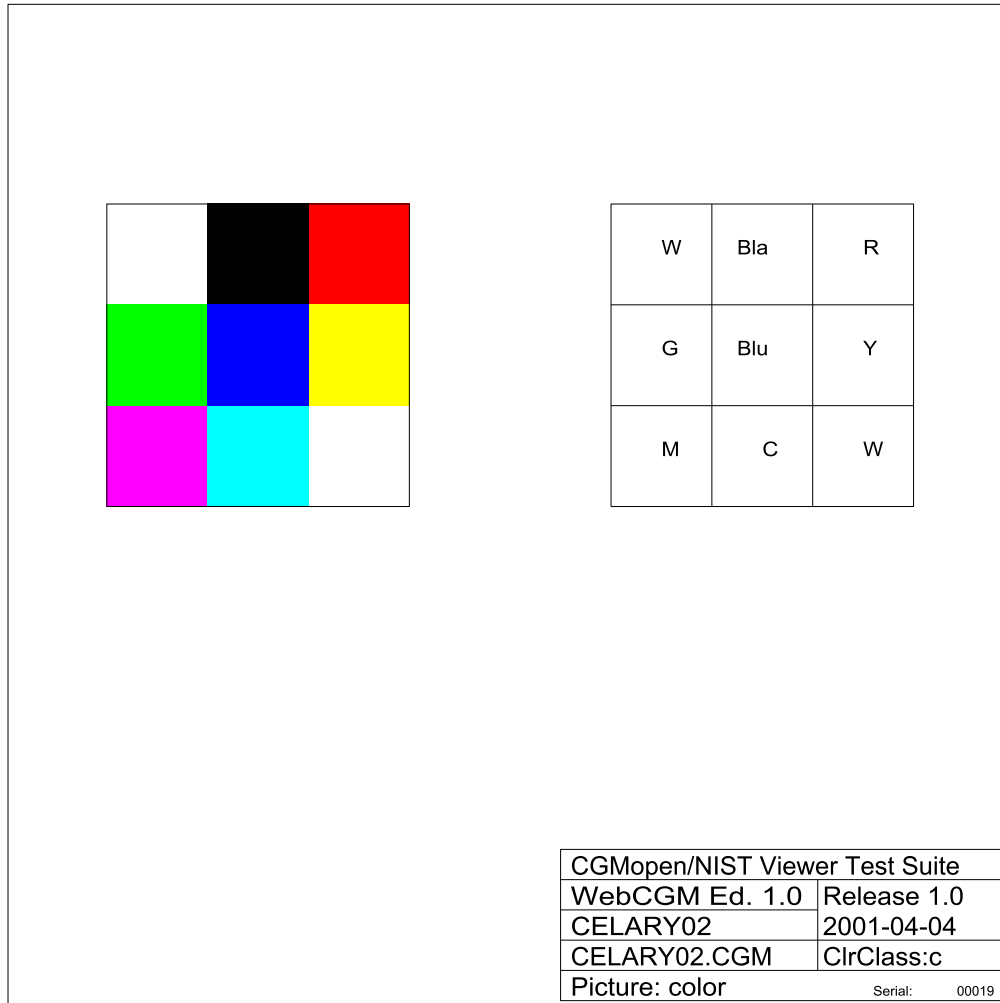 W Bla R
G Blu Y
M C W
CGMopen/NIST Viewer Test Suite
WebCGM Ed. 1.0 Release 1.0
CELARY02 2001-04-04
CELARY02.CGM ClrClass:c
Picture: color Serial: 00019